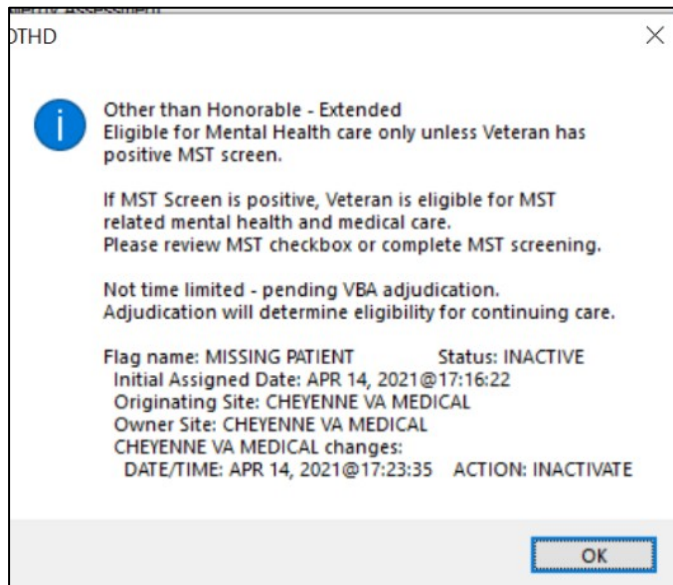 Allergy Assessment
OTHD
Other than Honorable - Extended
Eligible for Mental Health care only unless Veteran has
positive MST screen.
If MST Screen is positive, Veteran is eligible for MST
related mental health and medical care.
Please review MST checkbox or complete MST screening.
Not time limited - pending VBA adjudication.
Adjudication will determine eligibility for continuing care.
Flag name: MISSING PATIENT Status: INACTIVE
Initial Assigned Date: APR 14, 2021@17:16:22
Originating Site: CHEYENNE VA MEDICAL
Owner Site: CHEYENNE VA MEDICAL
CHEYENNE VA MEDICAL changes:
DATE/TIME: APR 14, 2021@17:23:35 ACTION: INACTIVATE
OK